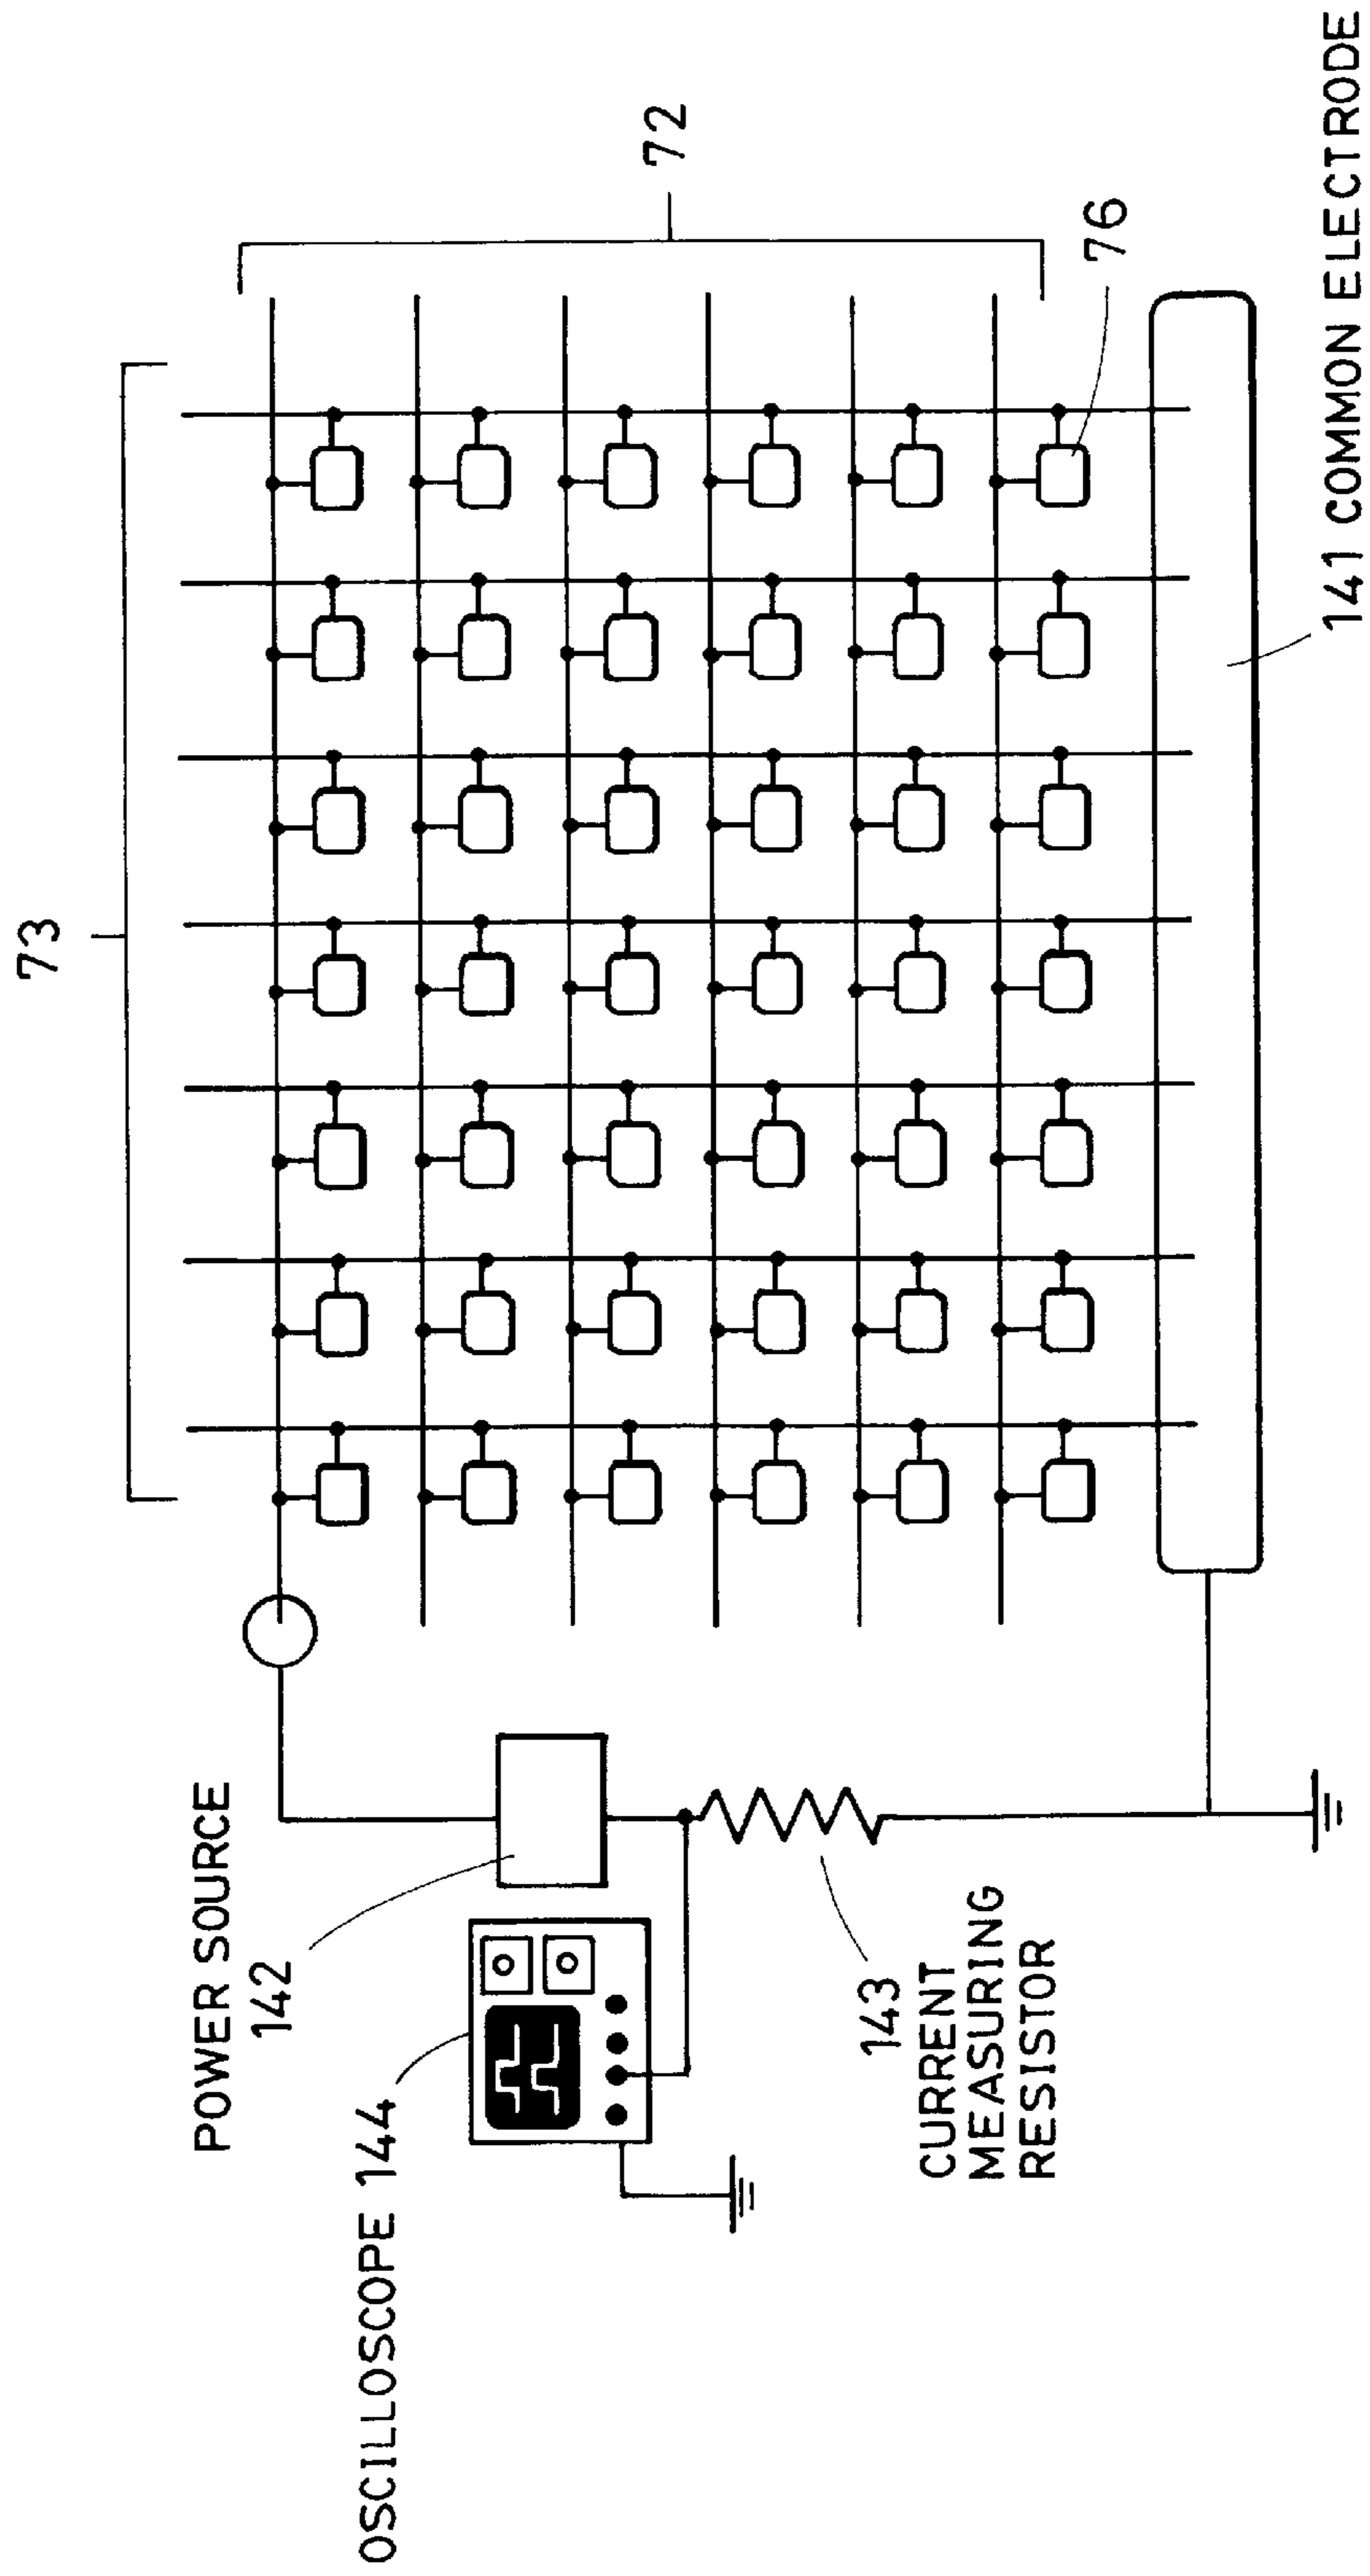 73
72
76
141 COMMON ELECTRODE
POWER SOURCE
142
OSCILLOSCOPE 144
143
CURRENT
MEASURING
RESISTOR